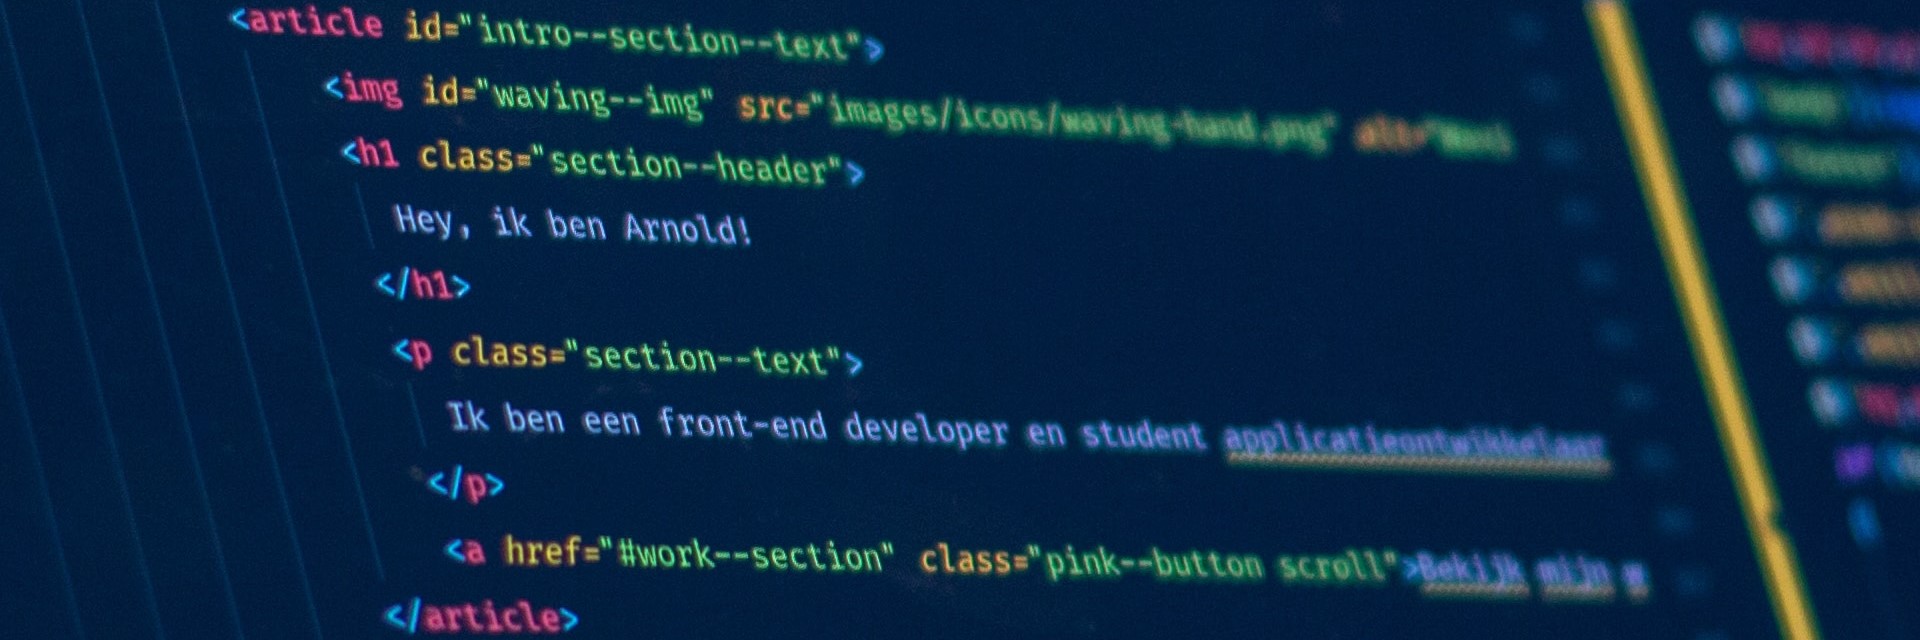 <article id="intro--section--text">
<img id="waving--img" src="images/icons/waving-hand.png" alt="
<h1 class="section--header">
Hey, ik ben Arnold!
</h1>
<p class="section--text">
Ik ben een front-end developer en student applicatieontwikkelaar
</p>
<a href="#work--section" class="pink--button scroll">Bekijk mijn
</article>